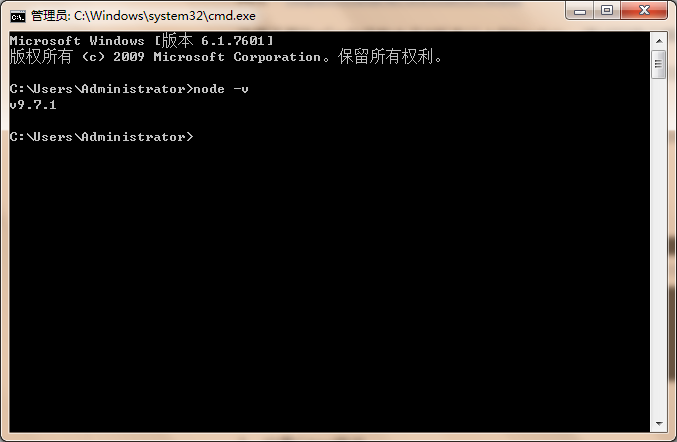 管理员: C:\Windows\system32\cmd.exe
Microsoft Windows [版本 6.1.7601]
版权所有 (c) 2009 Microsoft Corporation。保留所有权利。
C:\Users\Administrator>node -v
v9.7.1
C:\Users\Administrator>